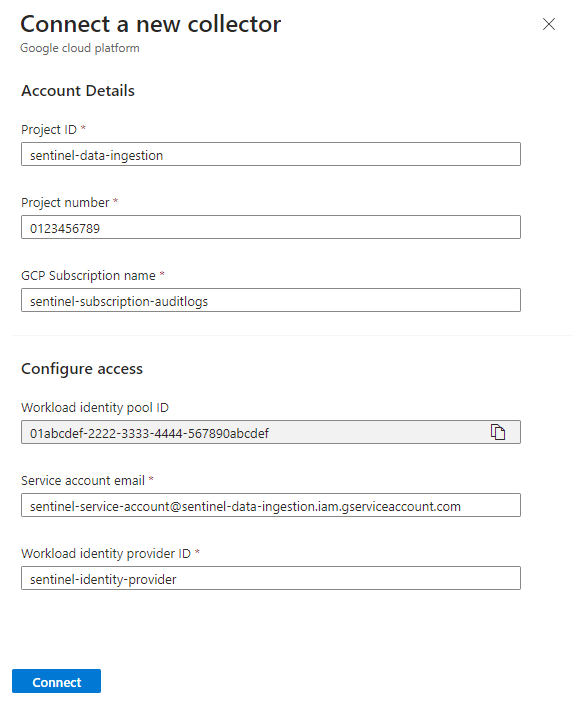 Connect a new collector
Google cloud platform
Account Details
Project ID *
sentinel-data-ingestion
Project number *
0123456789
GCP Subscription name *
sentinel-subscription-auditlogs
Configure access
Workload identity pool ID
01abcdef-2222-3333-4444-567890abcdef
Service account email *
sentinel-service-account@sentinel-data-ingestion.iam.gserviceaccount.com
Workload identity provider ID *
sentinel-identity-provider
Connect